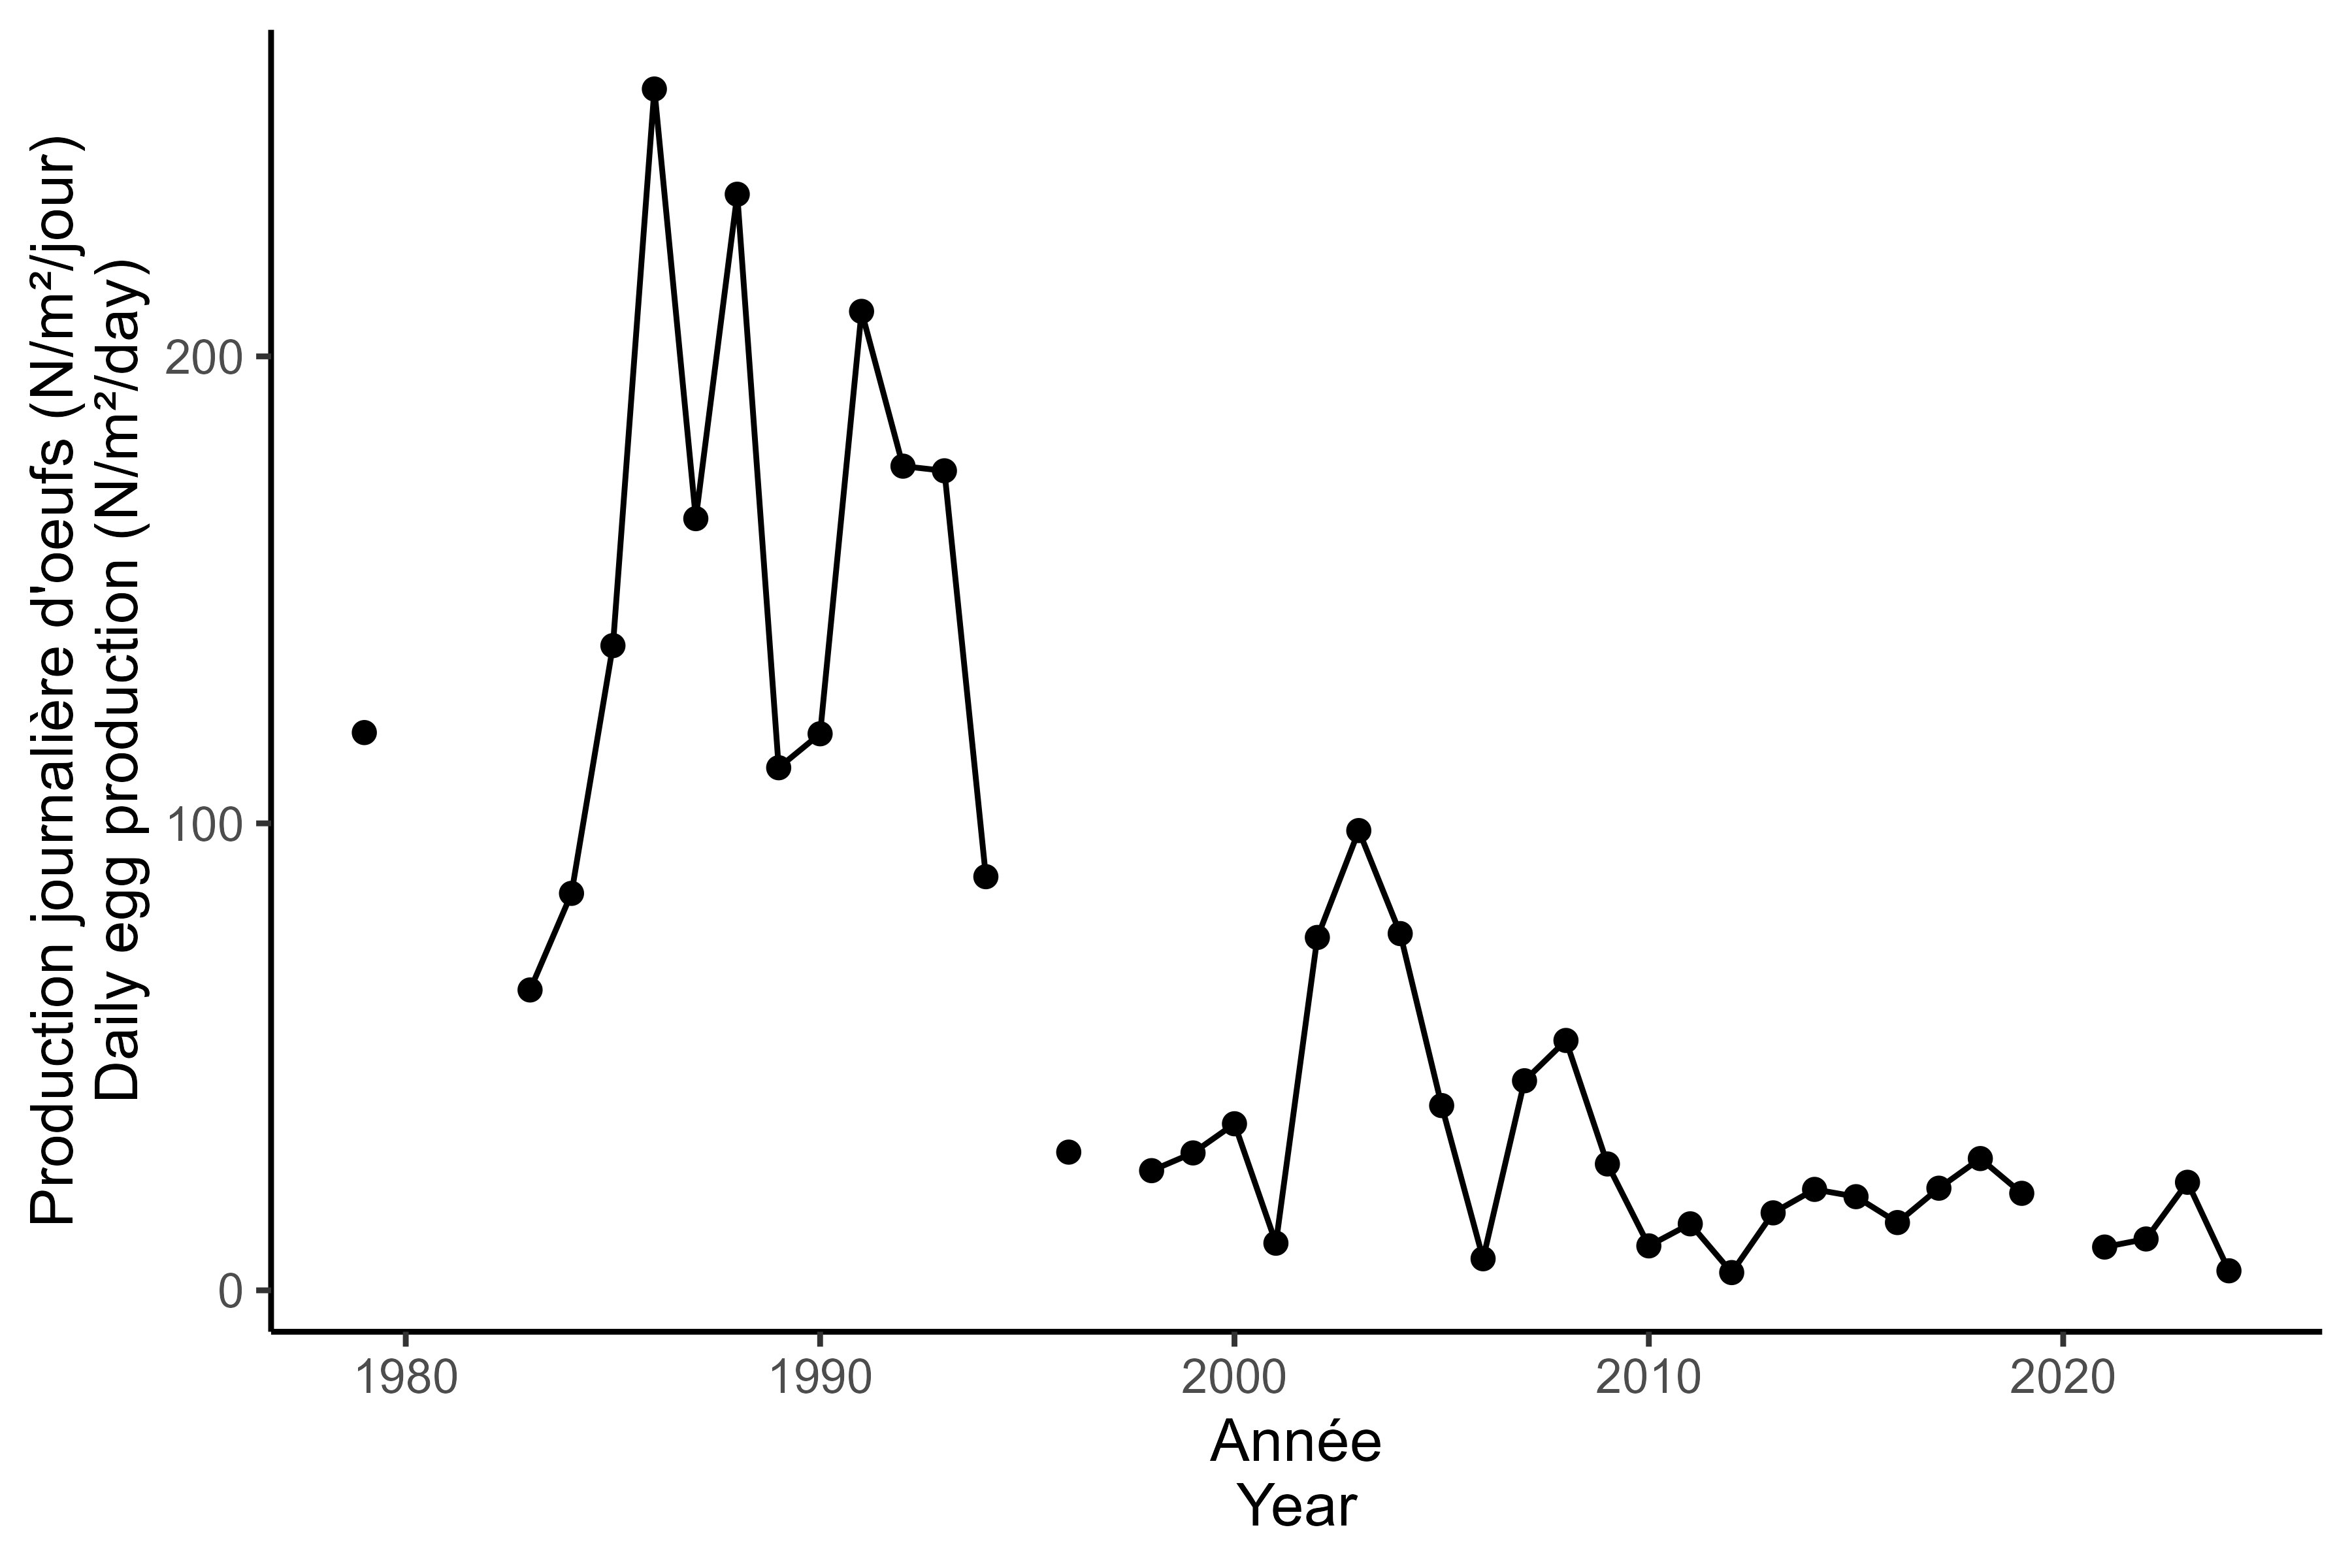 Production journalière d'oeufs (N/m²/jour)
Daily egg production (N/m²/day)
200
100
0
1980 1990 2000 2010 2020
Année
Year